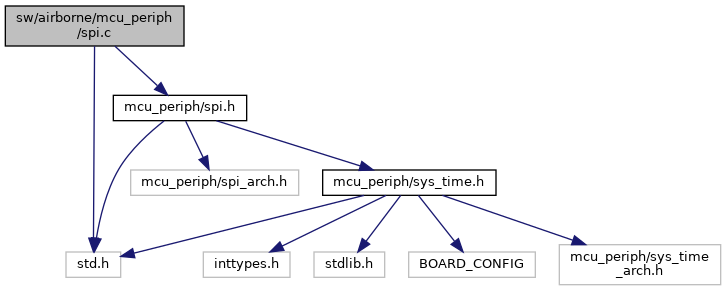 sw/airborne/mcu_periph
/spi.c
mcu_periph/spi.h
mcu_periph/spi_arch.h
mcu_periph/sys_time.h
std.h
inttypes.h
stdlib.h
BOARD_CONFIG
mcu_periph/sys_time
_arch.h